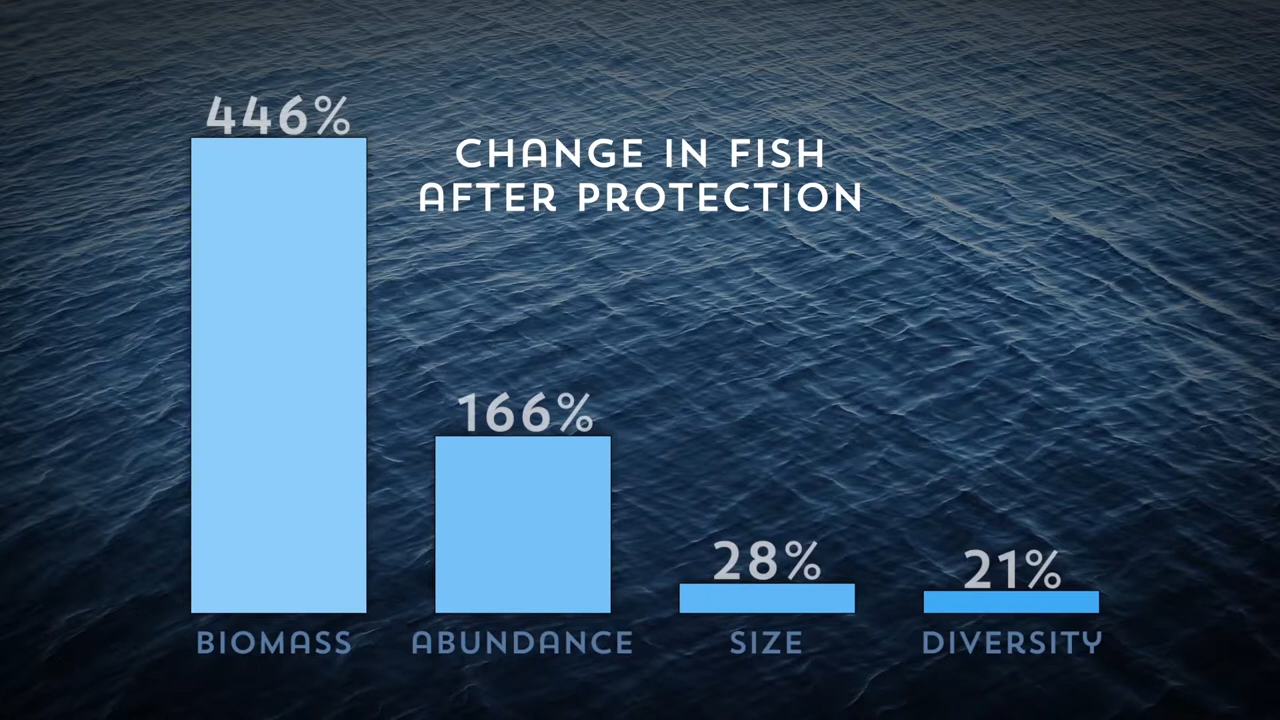 CHANGE IN FISH
AFTER PROTECTION
446%
166%
28%
21%
BIOMASS
ABUNDANCE
SIZE
DIVERSITY